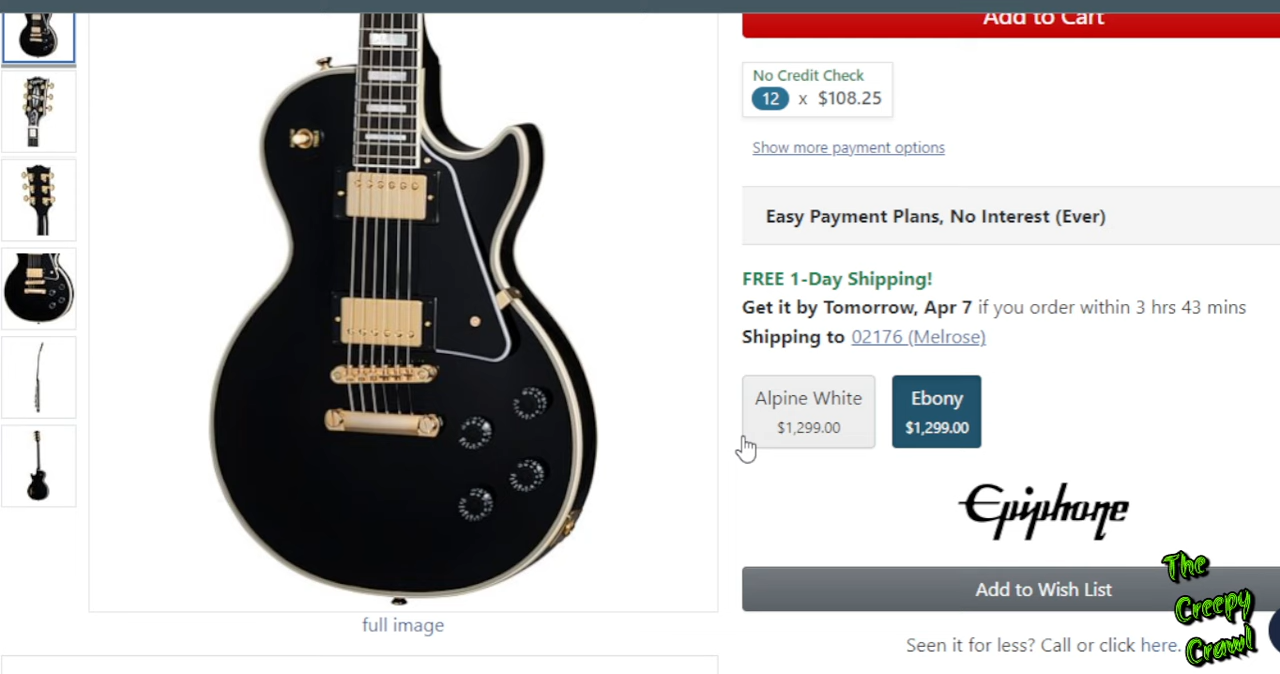 Add to Cart
No Credit Check
12 x $108.25
Show more payment options
Easy Payment Plans, No Interest (Ever)
FREE 1-Day Shipping!
Get it by Tomorrow, Apr 7 if you order within 3 hrs 43 mins
Shipping to 02176 (Melrose)
Alpine White
$1,299.00
Ebony
$1,299.00
Epiphone
Add to Wish List
The
Creepy
Crawl
full image
Seen it for less? Call or click here.